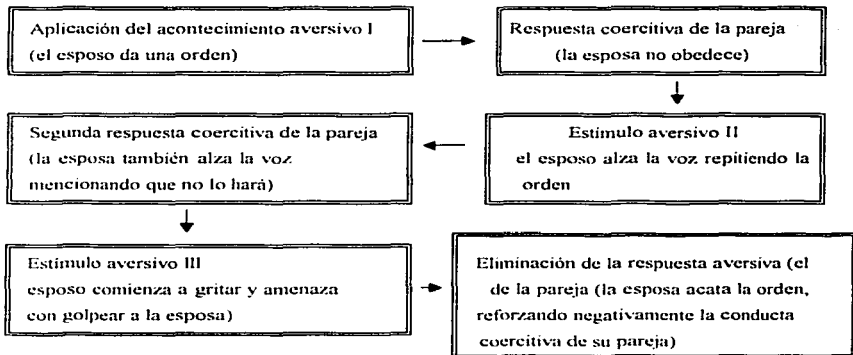 Aplicación del acontecimiento aversivo I
(el esposo da una orden)
Respuesta coercitiva de la pareja
(la esposa no obedece)
Estímulo aversivo II
el esposo alza la voz repitiendo la
orden
Segunda respuesta coercitiva de la pareja
(la esposa también alza la voz
mencionando que no lo hará)
Estímulo aversivo III
esposo comienza a gritar y amenaza
con golpear a la esposa)
Eliminación de la respuesta aversiva (el
de la pareja (la esposa acata la orden,
reforzando negativamente la conducta
coercitiva de su pareja)